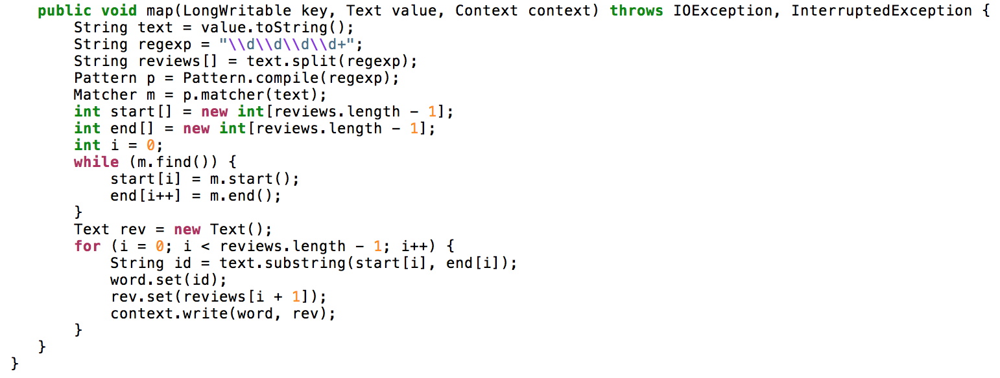 public void map(LongWritable key, Text value, Context context) throws IOException, InterruptedException {
String text = value.toString();
String regexp = "\\d\\d\\d\\d+";
String reviews[] = text.split(regexp);
Pattern p = Pattern.compile(regexp);
Matcher m = p.matcher(text);
int start[] = new int[reviews.length - 1];
int end[] = new int[reviews.length - 1];
int i = 0;
while (m.find()) {
start[i] = m.start();
end[i++] = m.end();
}
Text rev = new Text();
for (i = 0; i < reviews.length - 1; i++) {
String id = text.substring(start[i], end[i]);
word.set(id);
rev.set(reviews[i + 1]);
context.write(word, rev);
}
}
}